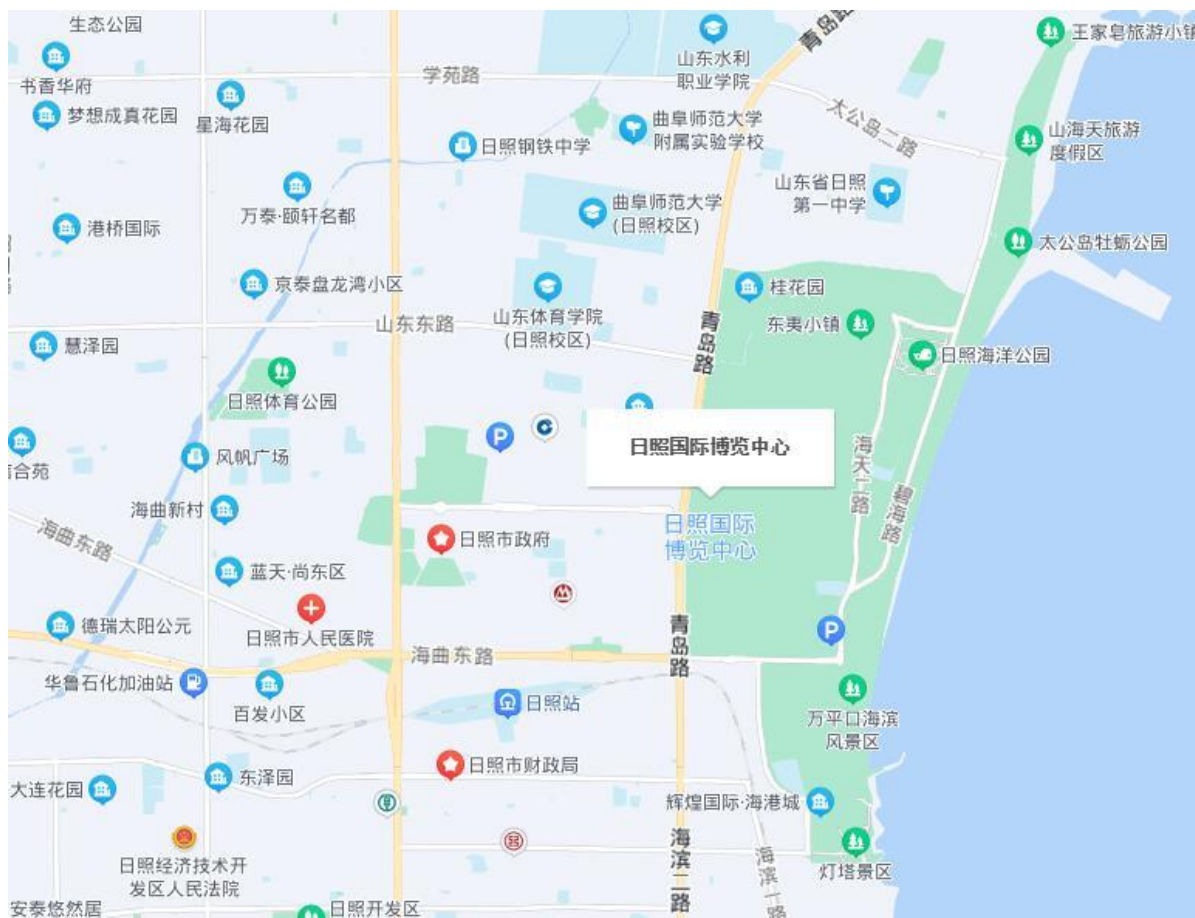 生态公园
青岛路
王家皂旅游小镇
山东水利
职业学院
学苑路
书香华府
梦想成真花园
星海花园
太公岛二路
曲阜师范大学
附属实验学校
山海天旅游
度假区
日照钢铁中学
山东省日照
第一中学
万泰·颐轩名都
曲阜师范大学
(日照校区)
港桥国际
太公岛牡蛎公园
京泰盘龙湾小区
桂花园
山东体育学院
(日照校区)
山东东路
东夷小镇
青岛路
慧泽园
日照海洋公园
日照体育公园
P
日照国际博览中心
风帆广场
合苑
海天二路
碧海路
海曲新村
海曲东路
日照国际
博览中心
日照市政府
蓝天·尚东区
德瑞太阳公元
日照市人民医院
P
青岛路
海曲东路
华鲁石化加油站
百发小区
日照站
万平口海滨
风景区
日照市财政局
东泽园
大连花园
辉煌国际·海港城
日照经济技术开
发区人民法院
海滨二路
海滨一路
灯塔景区
安泰悠然居
日照开发区